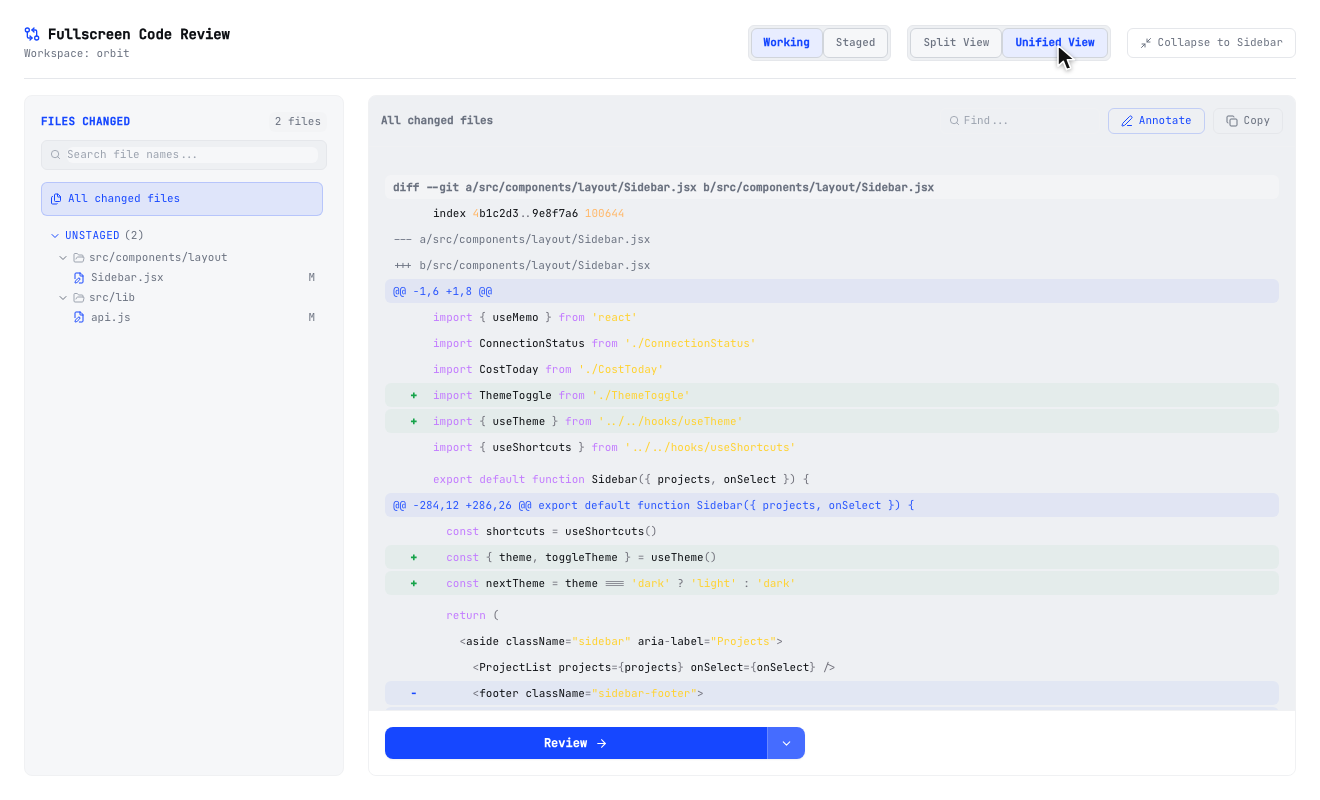 Fullscreen Code Review
Workspace: orbit
Working
Staged
Split View
Unified View
Collapse to Sidebar
FILES CHANGED
2 files
Search file names...
All changed files
UNSTAGED (2)
src/components/layout
Sidebar.jsx M
src/lib
api.js M
All changed files
Find...
Annotate
Copy
diff --git a/src/components/layout/Sidebar.jsx b/src/components/layout/Sidebar.jsx
index 4b1c2d3..9e8f7a6 100644
--- a/src/components/layout/Sidebar.jsx
+++ b/src/components/layout/Sidebar.jsx
@@ -1,6 +1,8 @@
import { useMemo } from 'react'
import ConnectionStatus from './ConnectionStatus'
import CostToday from './CostToday'
+ import ThemeToggle from './ThemeToggle'
+ import { useTheme } from '../../hooks/useTheme'
import { useShortcuts } from '../../hooks/useShortcuts'
export default function Sidebar({ projects, onSelect }) {
@@ -284,12 +286,26 @@ export default function Sidebar({ projects, onSelect }) {
const shortcuts = useShortcuts()
+ const { theme, toggleTheme } = useTheme()
+ const nextTheme = theme === 'dark' ? 'light' : 'dark'
return (
<aside className="sidebar" aria-label="Projects">
<ProjectList projects={projects} onSelect={onSelect} />
- <footer className="sidebar-footer">
Review →